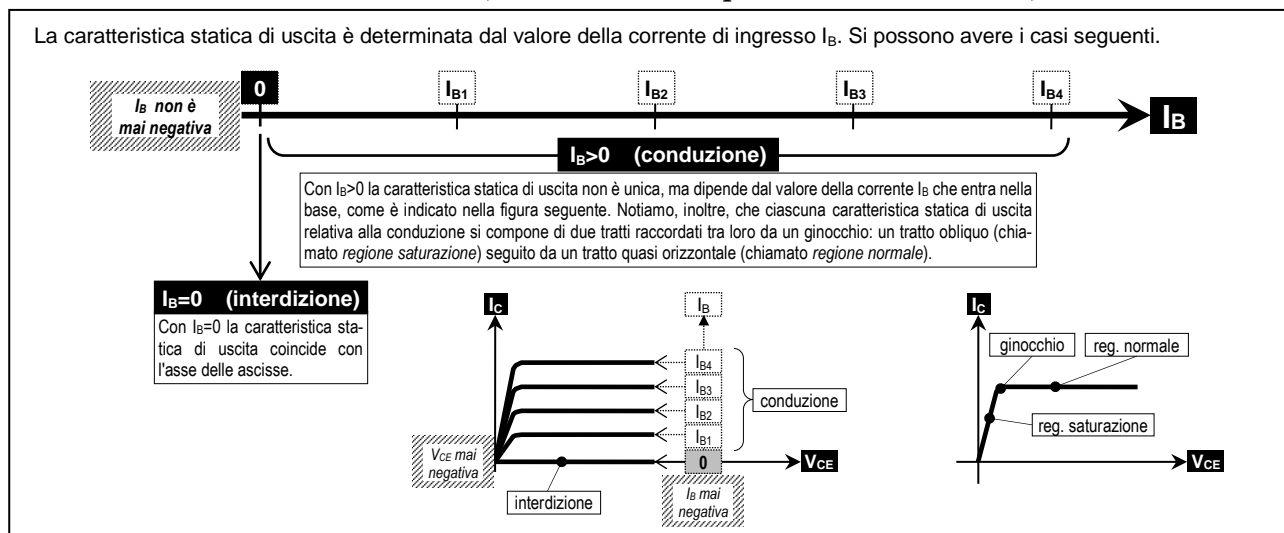 La caratteristica statica di uscita è determinata dal valore della corrente di ingresso IB. Si possono avere i casi seguenti.
IB non è
mai negativa
0
IB1
IB2
IB3
IB4
IB
IB>0 (conduzione)
Con IB>0 la caratteristica statica di uscita non è unica, ma dipende dal valore della corrente IB che entra nella
base, come è indicato nella figura seguente. Notiamo, inoltre, che ciascuna caratteristica statica di uscita
relativa alla conduzione si compone di due tratti raccordati tra loro da un ginocchio: un tratto obliquo (chia-
mato regione saturazione) seguito da un tratto quasi orizzontale (chiamato regione normale).
IB=0 (interdizione)
Con IB=0 la caratteristica sta-
tica di uscita coincide con
l'asse delle ascisse.
IC
IB
IB4
IB3
IB2
IB1
0
conduzione
VCE mai
negativa
VCE
interdizione
IB mai
negativa
IC
ginocchio
reg. normale
reg. saturazione
VCE